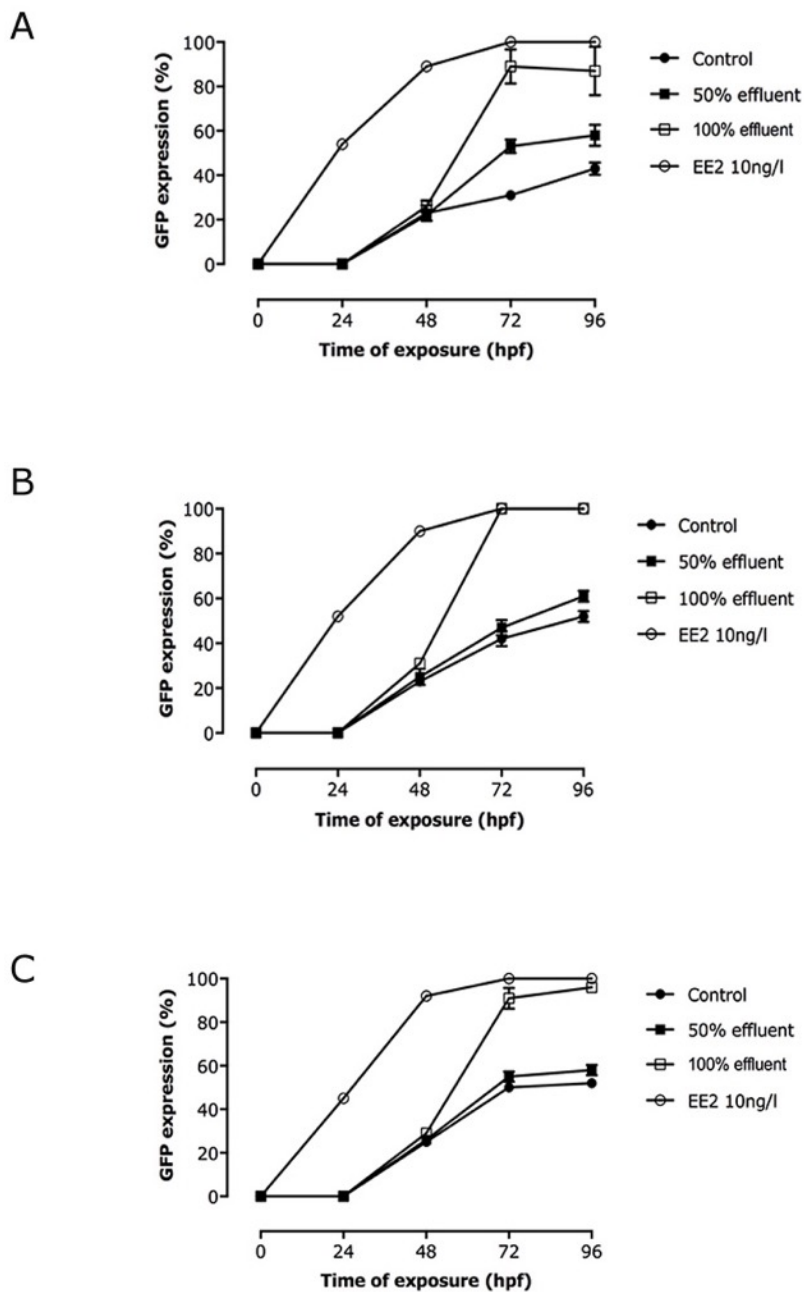 A
GFP expression (%)
100
80
60
40
20
0
0 24 48 72 96
Time of exposure (hpf)
Control
50% effluent
100% effluent
EE2 10ng/l
B
GFP expression (%)
100
80
60
40
20
0
0 24 48 72 96
Time of exposure (hpf)
Control
50% effluent
100% effluent
EE2 10ng/l
C
GFP expression (%)
100
80
60
40
20
0
0 24 48 72 96
Time of exposure (hpf)
Control
50% effluent
100% effluent
EE2 10ng/l